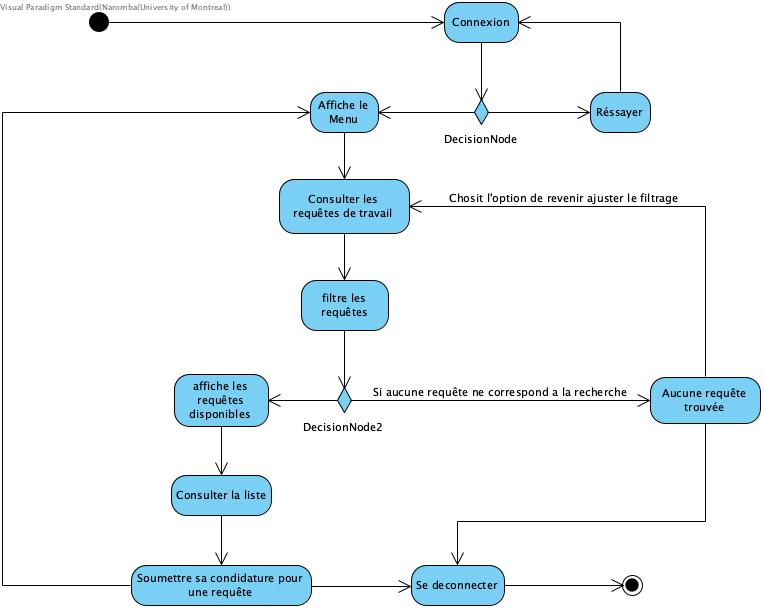 Visual Paradigm Standard(Naromba(University of Montreal))
Connexion
Affiche le
Menu
Réssayer
DecisionNode
Consulter les
requêtes de travail
Chosit l'option de revenir ajuster le filtrage
filtre les
requêtes
affiche les
requêtes
disponibles
Si aucune requête ne correspond a la recherche
Aucune requête
trouvée
DecisionNode2
Consulter la liste
Soumettre sa condidature pour
une requête
Se deconnecter